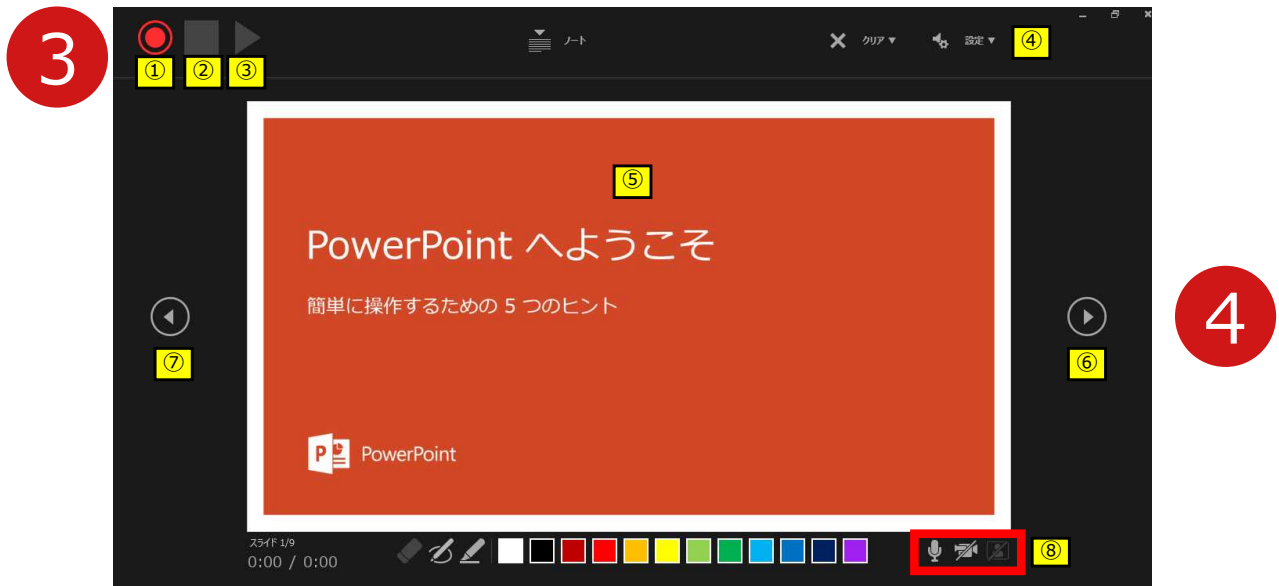 3
ノート
クリア
設定
④
① ② ③
⑤
PowerPoint へようこそ
簡単に操作するための 5 つのヒント
4
⑦
⑥
P
PowerPoint
スライド 1/9
0:00 / 0:00
⑧